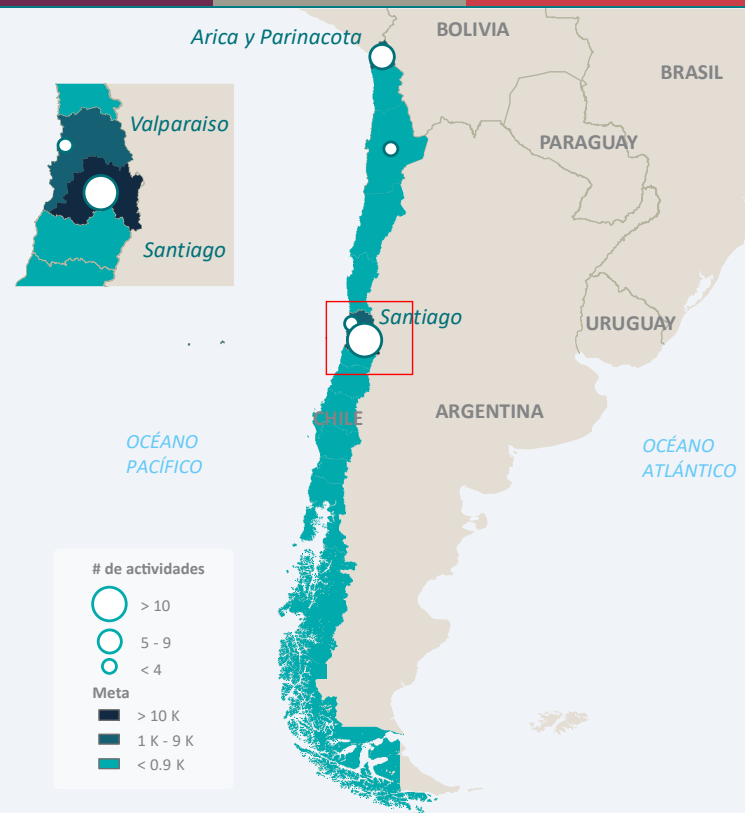 Arica y Parinacota
BOLIVIA
BRASIL
PARAGUAY
Valparaiso
Santiago
Santiago
URUGUAY
CHILE
ARGENTINA
OCÉANO
PACÍFICO
OCÉANO
ATLÁNTICO
# de actividades
> 10
5 - 9
< 4
Meta
> 10 K
1 K - 9 K
< 0.9 K